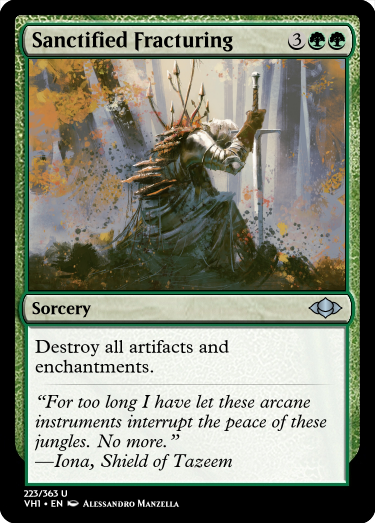 Sanctified Fracturing 3
Sorcery
Destroy all artifacts and
enchantments.
“For too long I have let these arcane
instruments interrupt the peace of these
jungles. No more.”
—Iona, Shield of Tazeem
223/363 U
VH1 • EN Alessandro Manzella